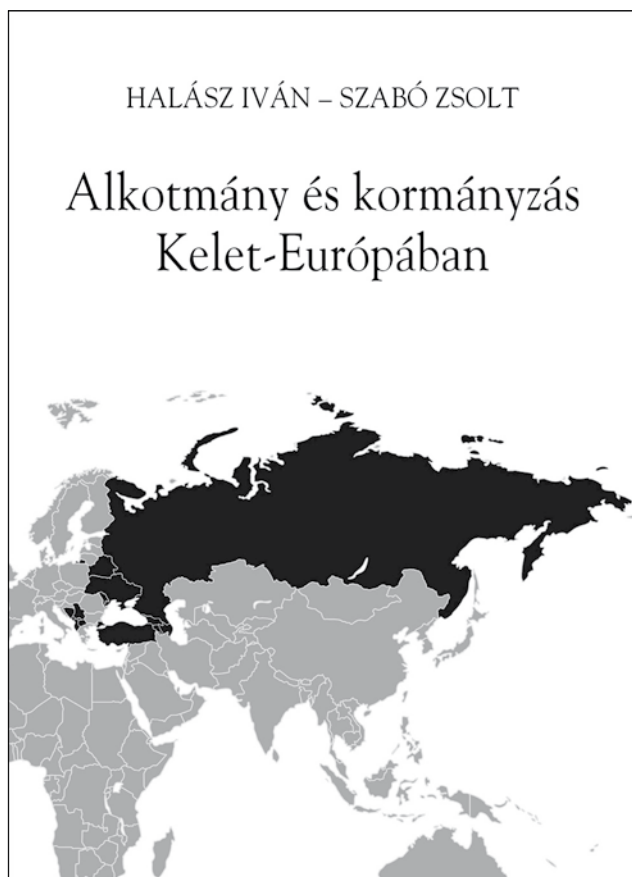 HALÁSZ IVÁN – SZABÓ ZSOLT
Alkotmány és kormányzás
Kelet-Európában